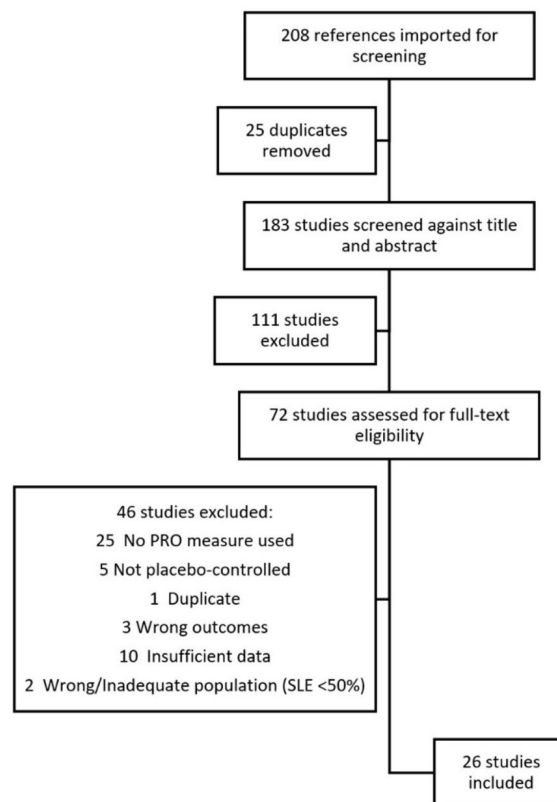 208 references imported for
screening
25 duplicates
removed
183 studies screened against title
and abstract
111 studies
excluded
72 studies assessed for full-text
eligibility
46 studies excluded:
25 No PRO measure used
5 Not placebo-controlled
1 Duplicate
3 Wrong outcomes
10 Insufficient data
2 Wrong/Inadequate population (SLE <50%)
26 studies
included